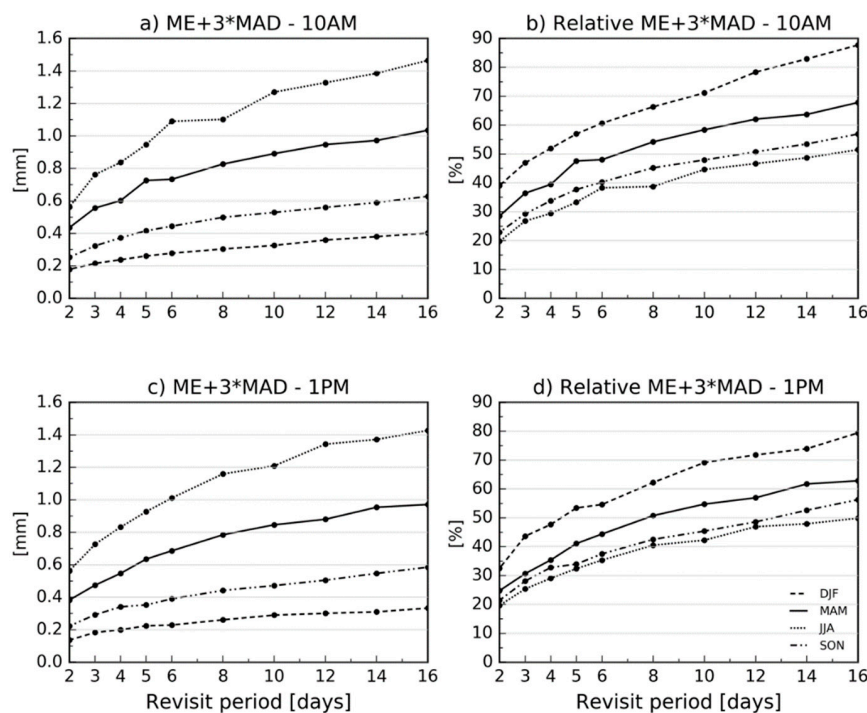 a) ME+3*MAD - 10AM
[mm]
1.6
1.4
1.2
1.0
0.8
0.6
0.4
0.2
0.0
2 3 4 5 6 8 10 12 14 16
b) Relative ME+3*MAD - 10AM
[%]
90
80
70
60
50
40
30
20
10
0
2 3 4 5 6 8 10 12 14 16
c) ME+3*MAD - 1PM
[mm]
1.6
1.4
1.2
1.0
0.8
0.6
0.4
0.2
0.0
2 3 4 5 6 8 10 12 14 16
Revisit period [days]
d) Relative ME+3*MAD - 1PM
[%]
90
80
70
60
50
40
30
20
10
0
DJF
MAM
JJA
SON
2 3 4 5 6 8 10 12 14 16
Revisit period [days]